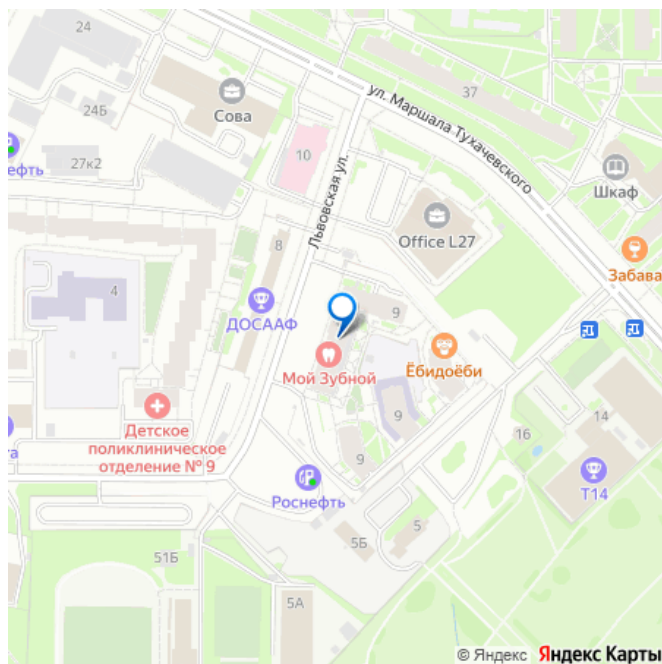 24
37
ул. Маршала Тухачевского
24Б
Сова
27к2
10
Шкаф
нефть
Львовская ул.
Office L27
8
Забава
4
ДОСААФ
9
Мой Зубной
Ёбидоёби
9
14
16
Детское
поликлиническое
отделение № 9
та
9
Т14
Роснефть
5
5Б
51Б
5А
© Яндекс Яндекс Карты